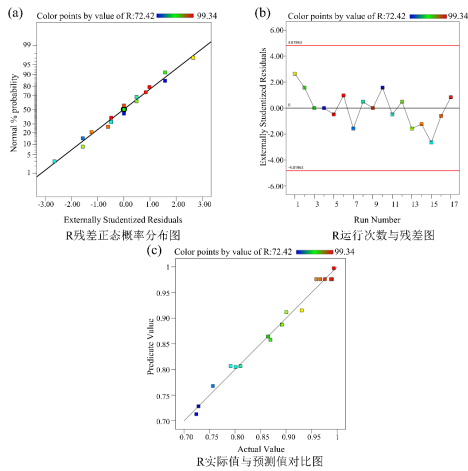 (a) Color points by value of R:72.42 99.34
Normal % probability
99
95
90
80
70
50
30
20
10
5
1
-3.00 -2.00 -1.00 0.00 1.00 2.00 3.00
Externally Studentized Residuals
R残差正态概率分布图
(b) Color points by value of R:72.42 99.34
Externally Studentized Residuals
6.00
4.81963
4.00
2.00
0
0.00
-2.00
-4.00
-4.81963
-6.00
1 3 5 7 9 11 13 15 17
Run Number
R运行次数与残差图
(c) Color points by value of R:72.42 99.34
Predicate Value
1
0.95
0.90
0.85
0.80
0.75
0.70
0.70 0.75 0.80 0.85 0.90 0.95 1
Actual Value
R实际值与预测值对比图